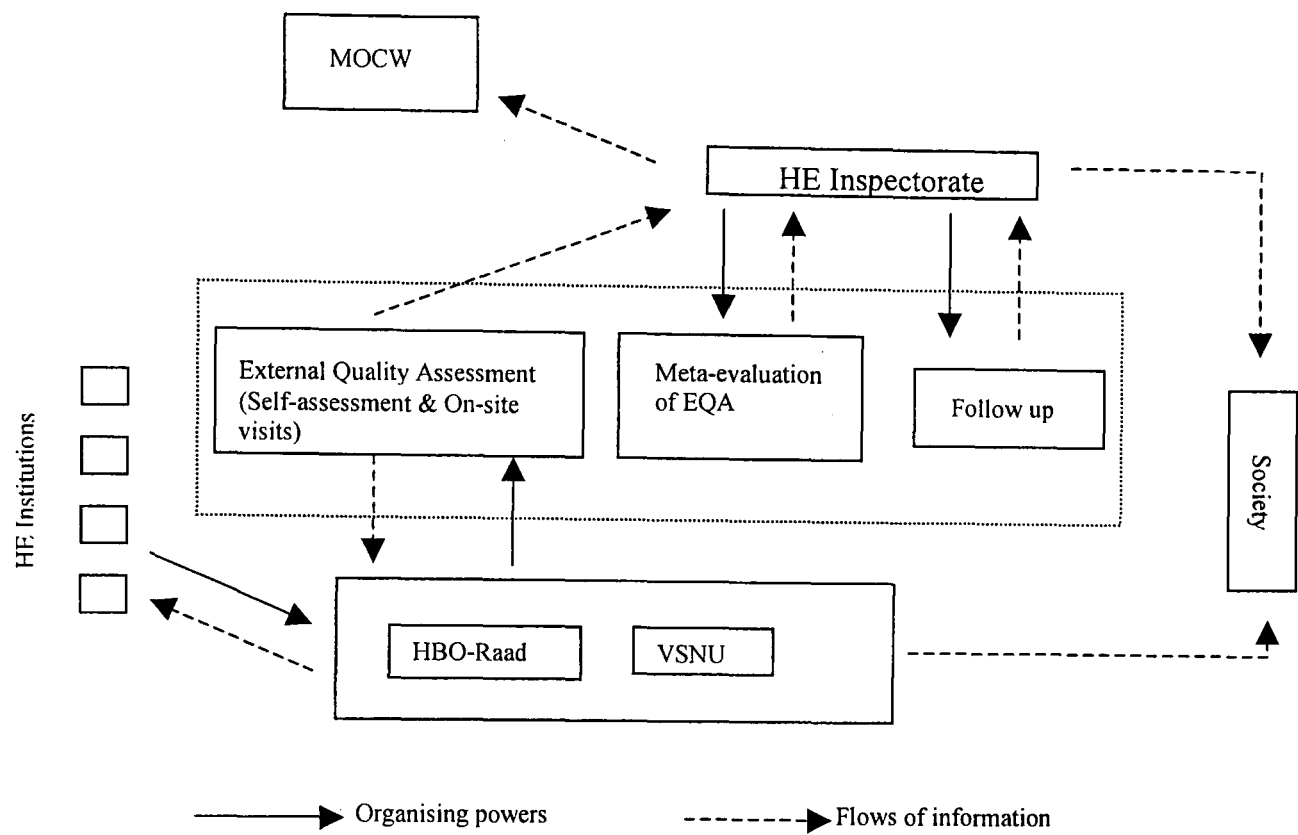 MOCW
HE Inspectorate
External Quality Assessment
(Self-assessment & On-site
visits)
Meta-evaluation
of EQA
Follow up
HE Institutions
Society
HBO-Raad
VSNU
Organising powers
Flows of information